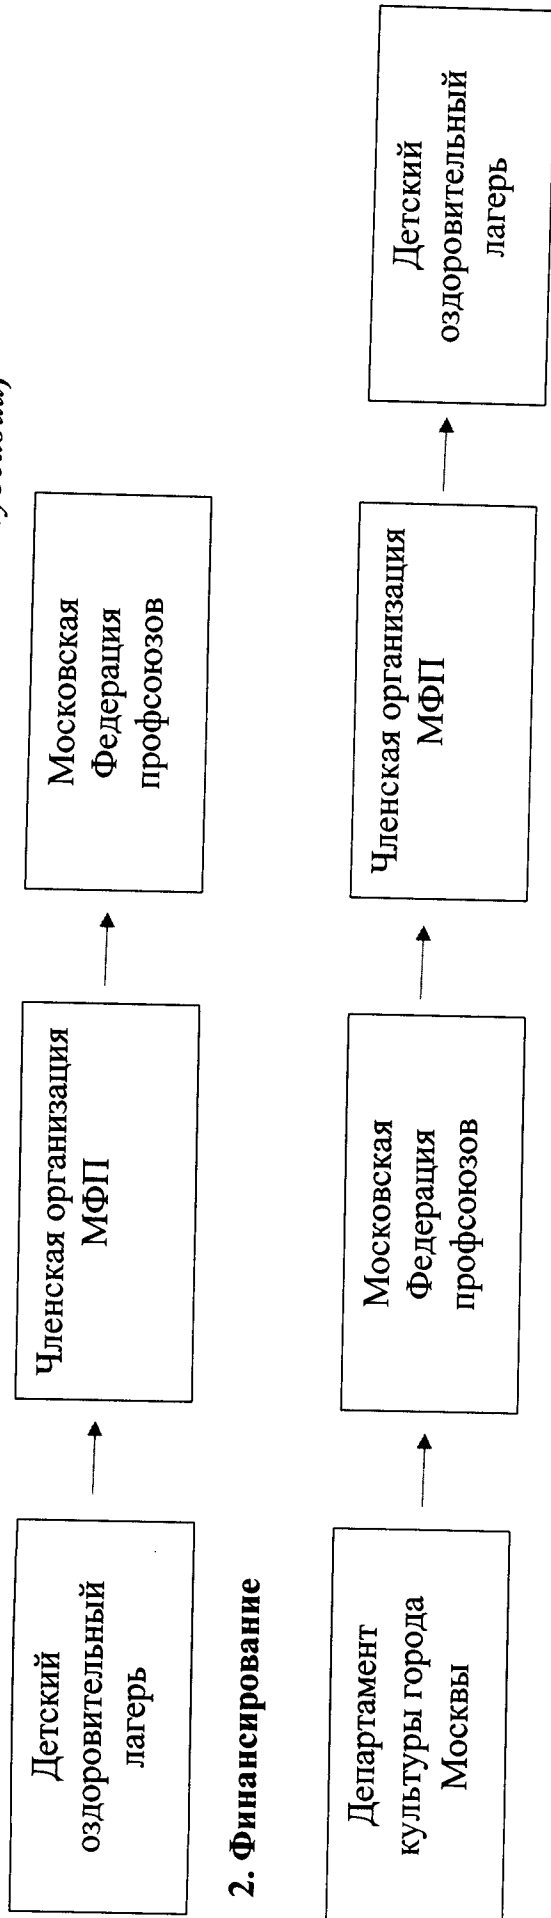 Детский
оздоровительный
лагерь
Членская организация
МФП
Московская
Федерация
профсоюзов
2. Финансирование
Департамент
культуры города
Москвы
Московская
Федерация
профсоюзов
Членская организация
МФП
Детский
оздоровительный
лагерь